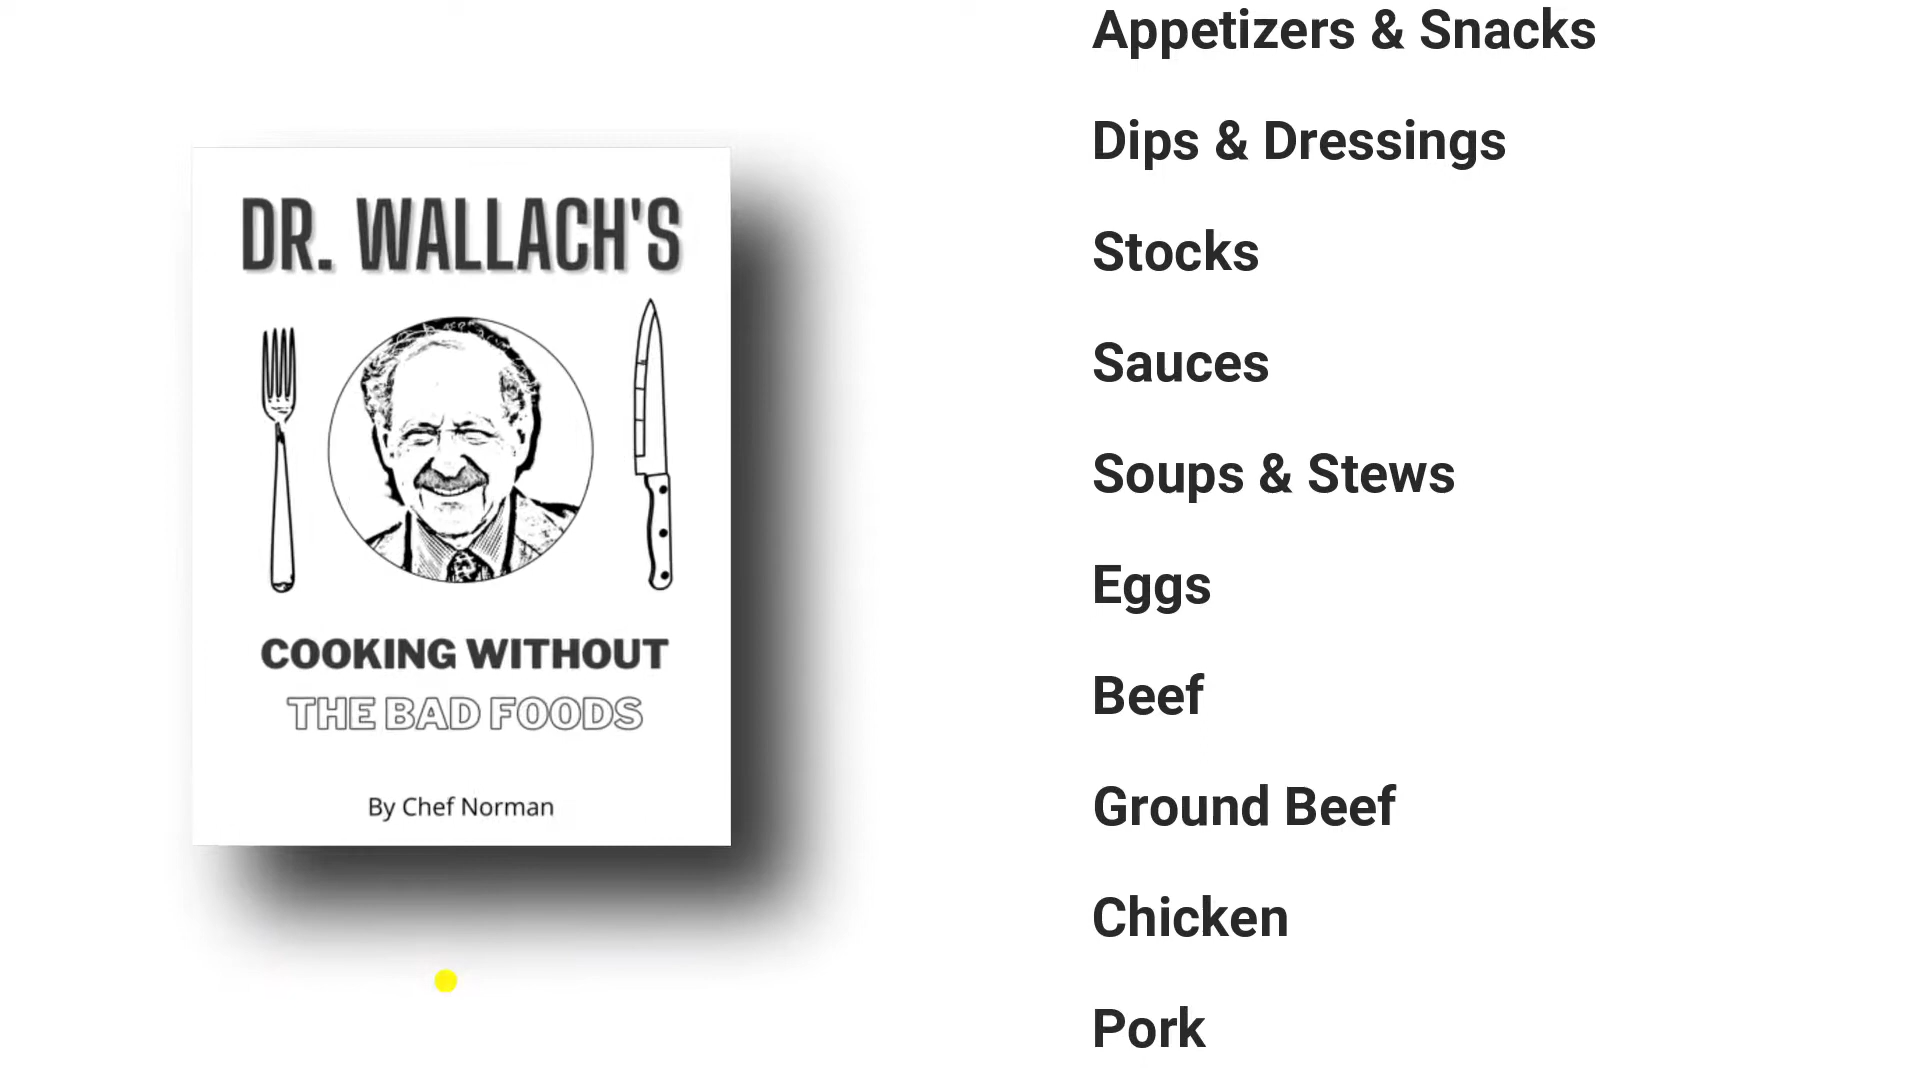 DR. WALLACH'S
COOKING WITHOUT
THE BAD FOODS
By Chef Norman
Appetizers & Snacks
Dips & Dressings
Stocks
Sauces
Soups & Stews
Eggs
Beef
Ground Beef
Chicken
Pork